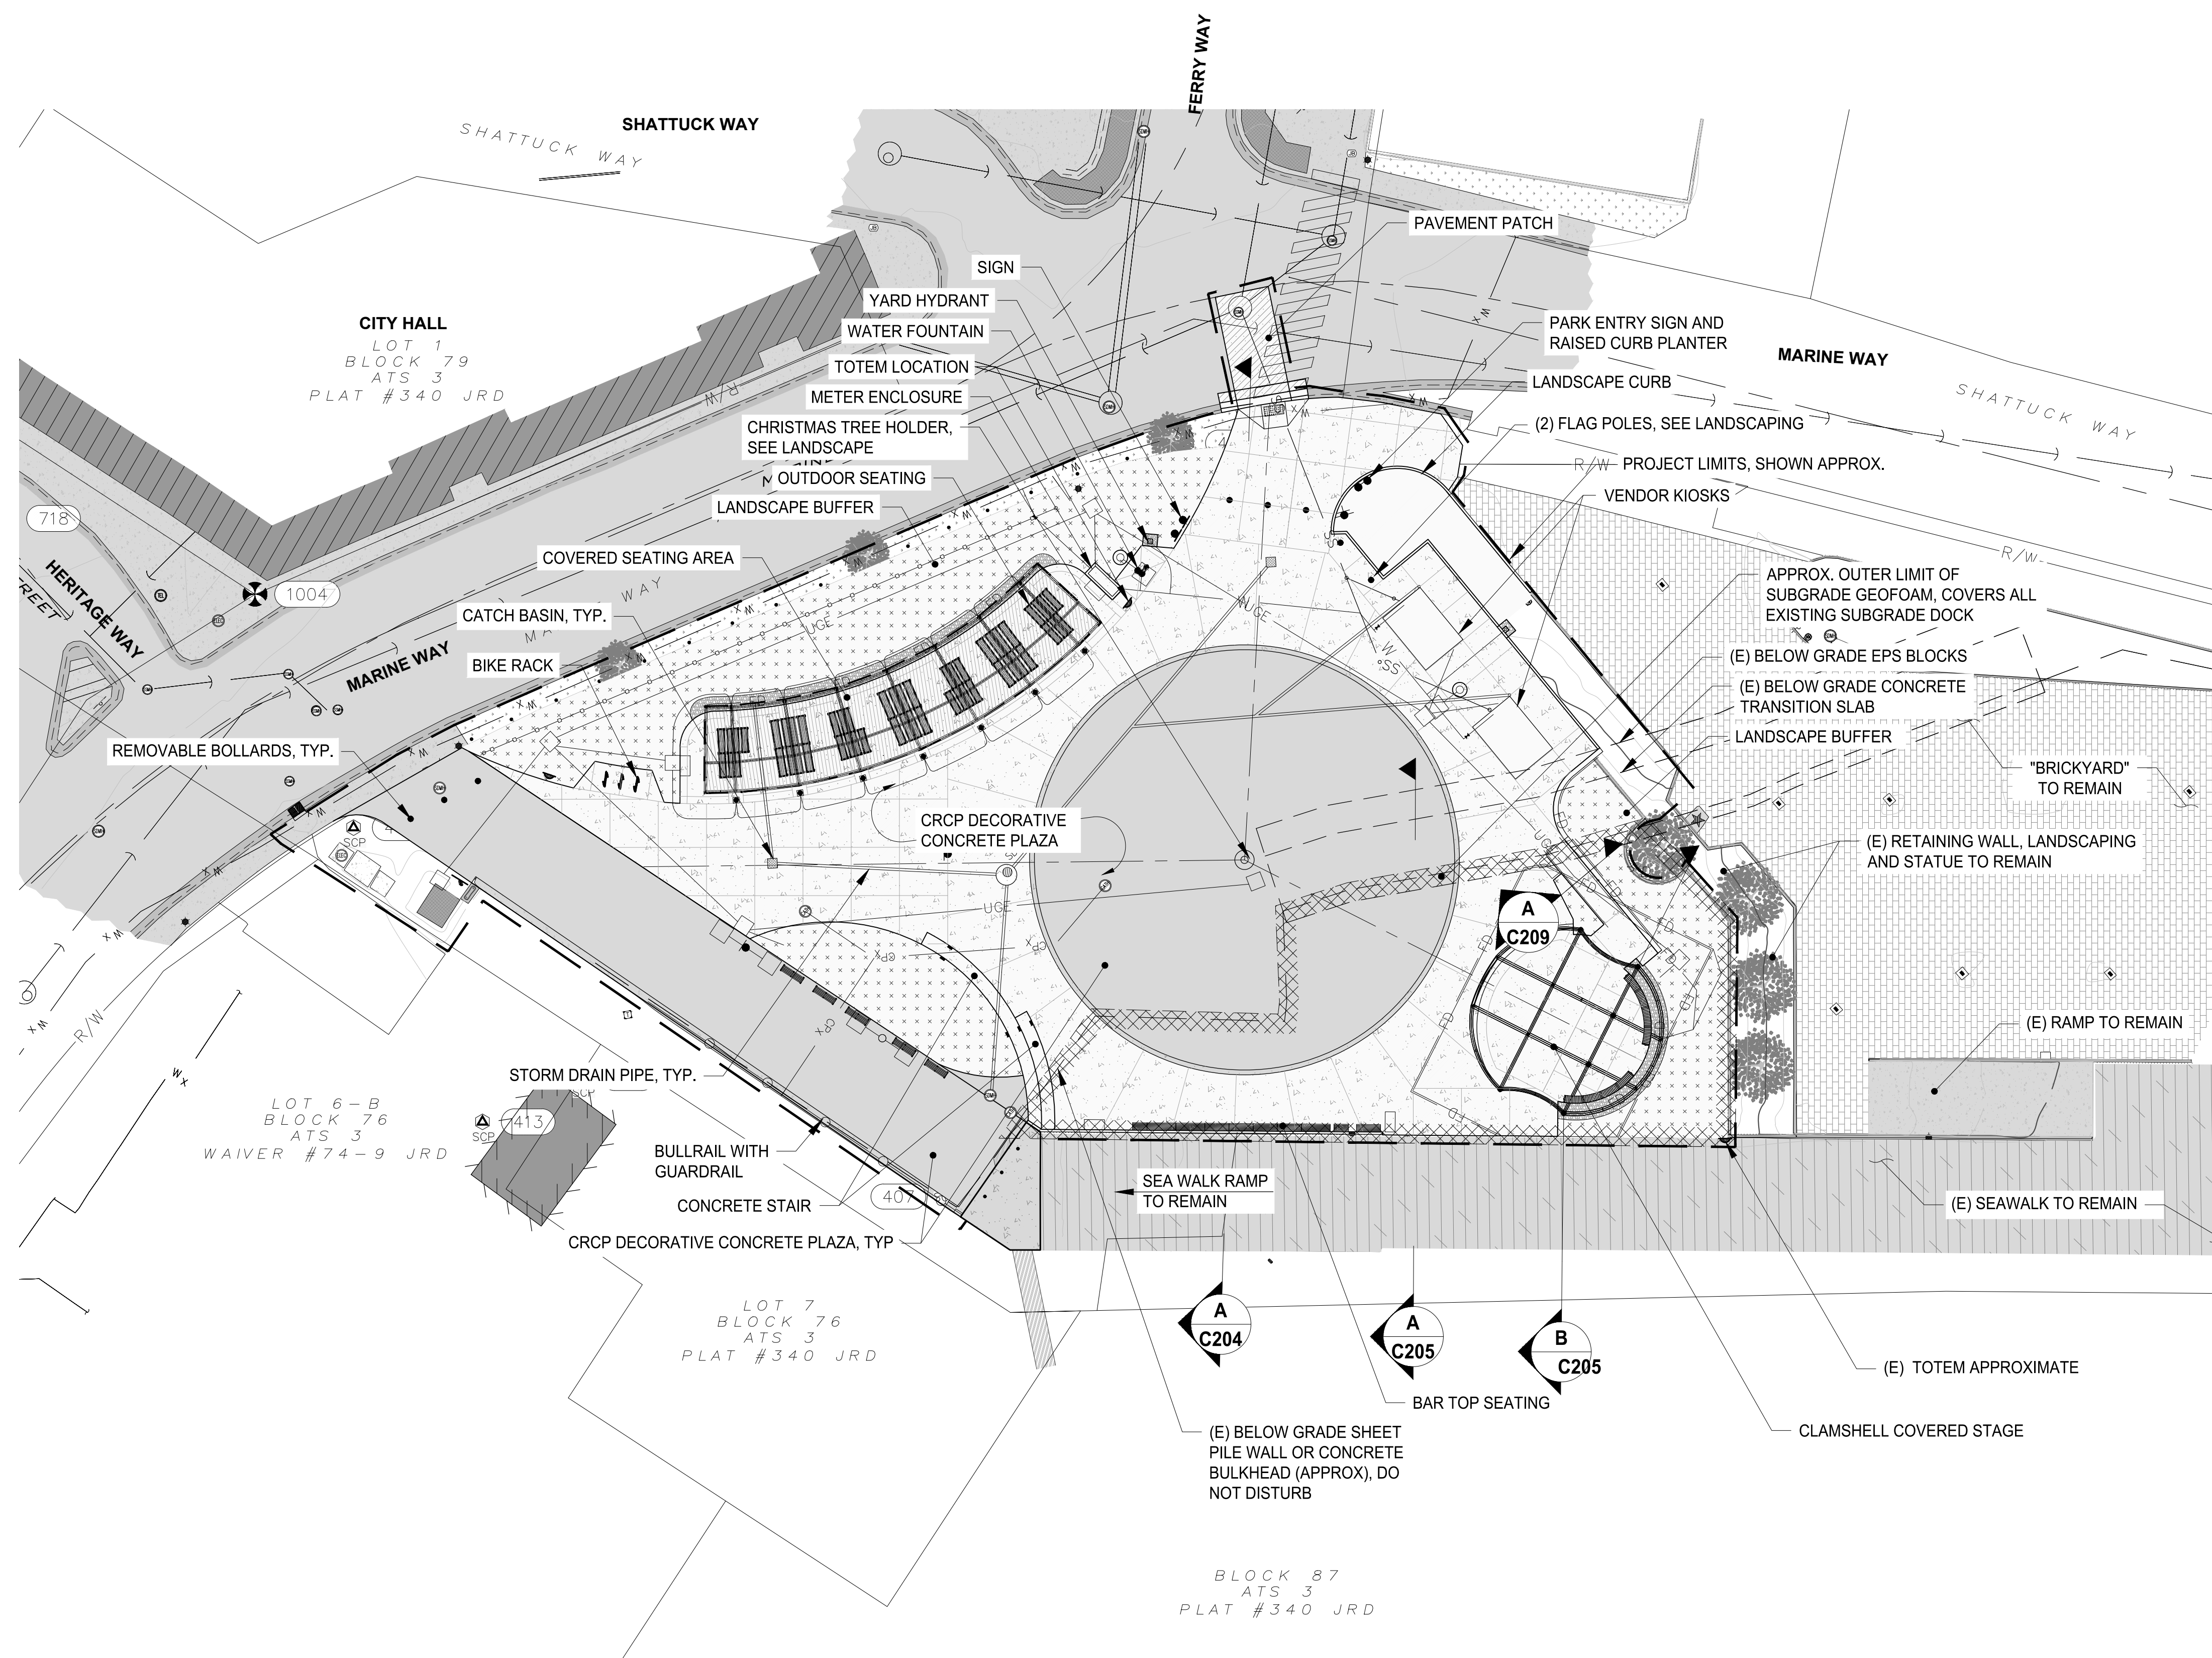 FERRY WAY
SHATTUCK WAY
SHATTUCK WAY
PAVEMENT PATCH
SIGN
YARD HYDRANT
WATER FOUNTAIN
TOTEM LOCATION
METER ENCLOSURE
CHRISTMAS TREE HOLDER,
SEE LANDSCAPE
OUTDOOR SEATING
LANDSCAPE BUFFER
COVERED SEATING AREA
CATCH BASIN, TYP.
BIKE RACK
REMOVABLE BOLLARDS, TYP.
CITY HALL
LOT 1
BLOCK 79
ATS 3
PLAT #340 JRD
PARK ENTRY SIGN AND
RAISED CURB PLANTER
MARINE WAY
SHATTUCK WAY
LANDSCAPE CURB
(2) FLAG POLES, SEE LANDSCAPING
R/W
PROJECT LIMITS, SHOWN APPROX.
VENDOR KIOSKS
R/W
R/W
718
HERITAGE WAY
1004
MARINE WAY
WAY
UGE
UGE
APPROX. OUTER LIMIT OF
SUBGRADE GEOFOAM, COVERS ALL
EXISTING SUBGRADE DOCK
(E) BELOW GRADE EPS BLOCKS
(E) BELOW GRADE CONCRETE
TRANSITION SLAB
LANDSCAPE BUFFER
"BRICKYARD"
TO REMAIN
(E) RETAINING WALL, LANDSCAPING
AND STATUE TO REMAIN
CRCP DECORATIVE
CONCRETE PLAZA
SCP
UGE
A
C209
(E) RAMP TO REMAIN
R/W
STORM DRAIN PIPE, TYP.
LOT 6-B
BLOCK 76
ATS 3
WAIVER #74-9 JRD
SCP
413
BULLRAIL WITH
GUARDRAIL
407
CONCRETE STAIR
CRCP DECORATIVE CONCRETE PLAZA, TYP
SEA WALK RAMP
TO REMAIN
(E) SEAWALK TO REMAIN
LOT 7
BLOCK 76
ATS 3
PLAT #340 JRD
A
C204
A
C205
B
C205
(E) TOTEM APPROXIMATE
BAR TOP SEATING
CLAMSHELL COVERED STAGE
(E) BELOW GRADE SHEET
PILE WALL OR CONCRETE
BULKHEAD (APPROX), DO
NOT DISTURB
BLOCK 87
ATS 3
PLAT #340 JRD